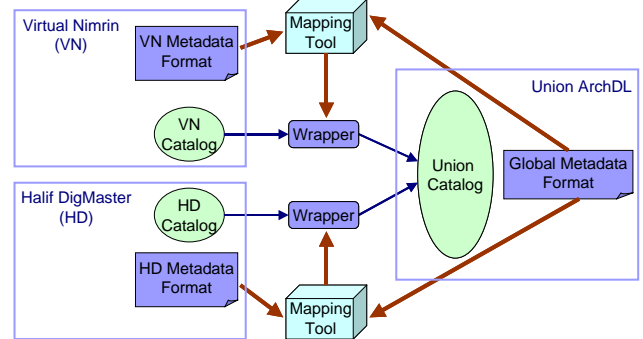 Virtual Nimrin
(VN)
VN Metadata
Format
Mapping
Tool
Union ArchDL
VN
Catalog
Wrapper
Union
Catalog
Global Metadata
Format
Halif DigMaster
(HD)
HD
Catalog
Wrapper
HD Metadata
Format
Mapping
Tool